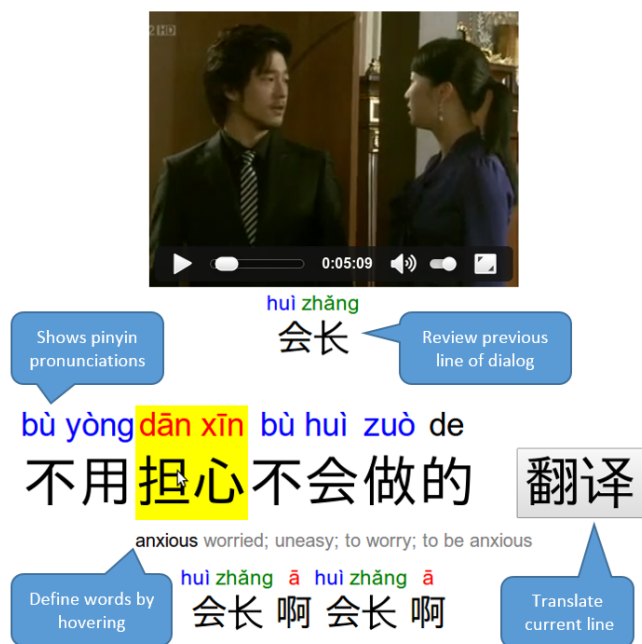 2 HD
0:05:09
huì zhǎng
会长
Shows pinyin
pronunciations
Review previous
line of dialog
bù yòng dān xīn bù huì zuò de
不用担心不会做的
翻译
anxious worried; uneasy; to worry; to be anxious
Define words by
hovering
huì zhǎng ā huì zhǎng ā
会长 啊 会长 啊
Translate
current line